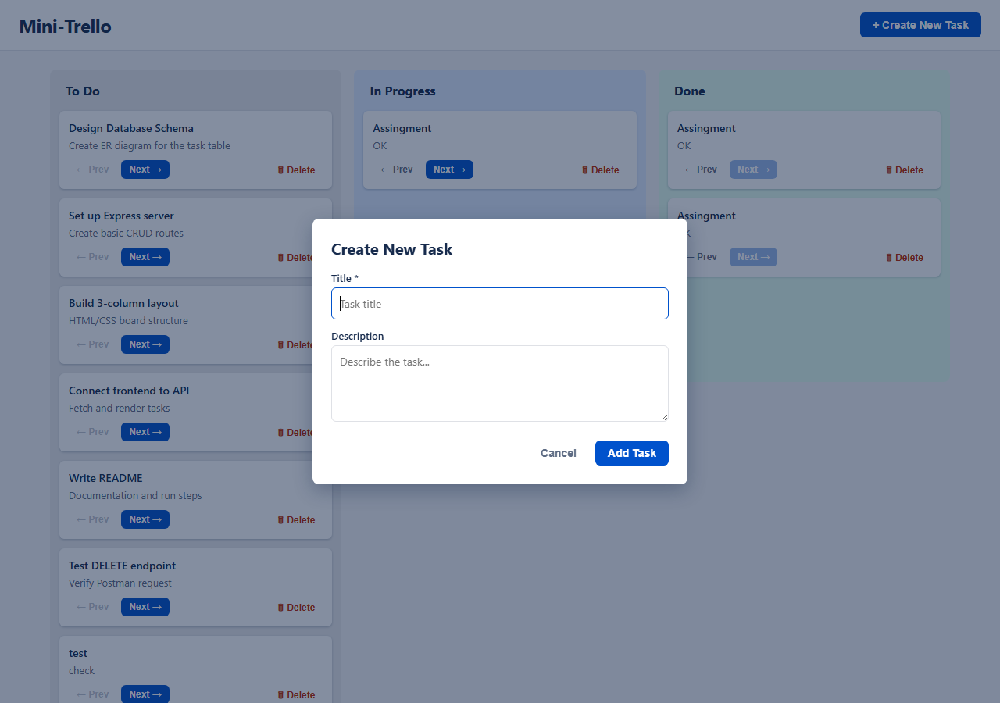 Mini-Trello
+ Create New Task
To Do
Design Database Schema
Create ER diagram for the task table
← Prev Next → Delete
Set up Express server
Create basic CRUD routes
← Prev Next → Delete
Build 3-column layout
HTML/CSS board structure
← Prev Next → Delete
Connect frontend to API
Fetch and render tasks
← Prev Next → Delete
Write README
Documentation and run steps
← Prev Next → Delete
Test DELETE endpoint
Verify Postman request
← Prev Next → Delete
test
check
← Prev Next → Delete
In Progress
Assingment
OK
← Prev Next → Delete
Done
Assingment
OK
← Prev Next → Delete
Assingment
Prev Next → Delete
Create New Task
Title *
Task title
Description
Describe the task...
Cancel Add Task